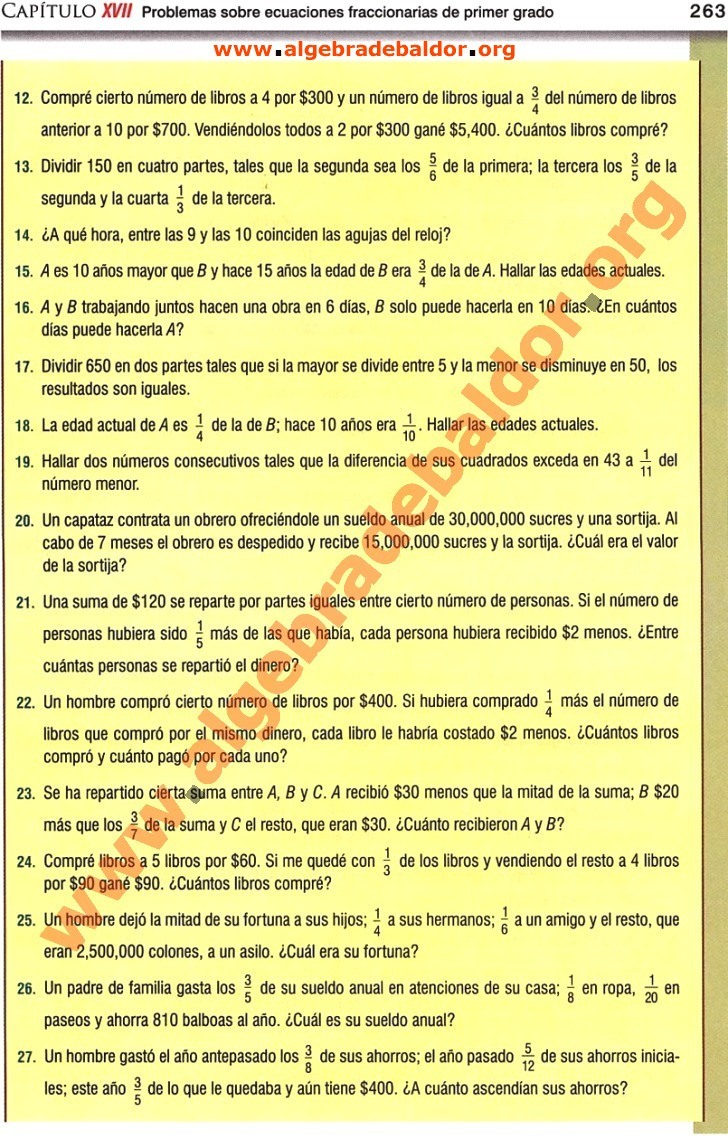 CAPÍTULO XVII Problemas sobre ecuaciones fraccionarias de primer grado 263
www.algebradebaldor.org
12. Compré cierto número de libros a 4 por $300 y un número de libros igual a 3/4 del número de libros
anterior a 10 por $700. Vendiéndolos todos a 2 por $300 gané $5,400. ¿Cuántos libros compré?
13. Dividir 150 en cuatro partes, tales que la segunda sea los 5/6 de la primera; la tercera los 3/5 de la
segunda y la cuarta 1/3 de la tercera.
14. ¿A qué hora, entre las 9 y las 10 coinciden las agujas del reloj?
15. A es 10 años mayor que B y hace 15 años la edad de B era 3/4 de la de A. Hallar las edades actuales.
16. A y B trabajando juntos hacen una obra en 6 días, B solo puede hacerla en 10 días. ¿En cuántos
días puede hacerla A?
17. Dividir 650 en dos partes tales que si la mayor se divide entre 5 y la menor se disminuye en 50, los
resultados son iguales.
18. La edad actual de A es 1/4 de la de B; hace 10 años era 1/10. Hallar las edades actuales.
19. Hallar dos números consecutivos tales que la diferencia de sus cuadrados exceda en 43 a 1/11 del
número menor.
20. Un capataz contrata un obrero ofreciéndole un sueldo anual de 30,000,000 sucres y una sortija. Al
cabo de 7 meses el obrero es despedido y recibe 15,000,000 sucres y la sortija. ¿Cuál era el valor
de la sortija?
21. Una suma de $120 se reparte por partes iguales entre cierto número de personas. Si el número de
personas hubiera sido 1/5 más de las que había, cada persona hubiera recibido $2 menos. ¿Entre
cuántas personas se repartió el dinero?
22. Un hombre compró cierto número de libros por $400. Si hubiera comprado 1/4 más el número de
libros que compró por el mismo dinero, cada libro le habría costado $2 menos. ¿Cuántos libros
compró y cuánto pagó por cada uno?
23. Se ha repartido cierta suma entre A, B y C. A recibió $30 menos que la mitad de la suma; B $20
más que los 3/7 de la suma y C el resto, que eran $30. ¿Cuánto recibieron A y B?
24. Compré libros a 5 libros por $60. Si me quedé con 1/3 de los libros y vendiendo el resto a 4 libros
por $90 gané $90. ¿Cuántos libros compré?
25. Un hombre dejó la mitad de su fortuna a sus hijos; 1/4 a sus hermanos; 1/6 a un amigo y el resto, que
eran 2,500,000 colones, a un asilo. ¿Cuál era su fortuna?
26. Un padre de familia gasta los 3/5 de su sueldo anual en atenciones de su casa; 1/8 en ropa, 1/20 en
paseos y ahorra 810 balboas al año. ¿Cuál es su sueldo anual?
27. Un hombre gastó el año antepasado los 3/8 de sus ahorros; el año pasado 5/12 de sus ahorros inicia-
les; este año 3/5 de lo que le quedaba y aún tiene $400. ¿A cuánto ascendían sus ahorros?
www.algebradebaldor.org